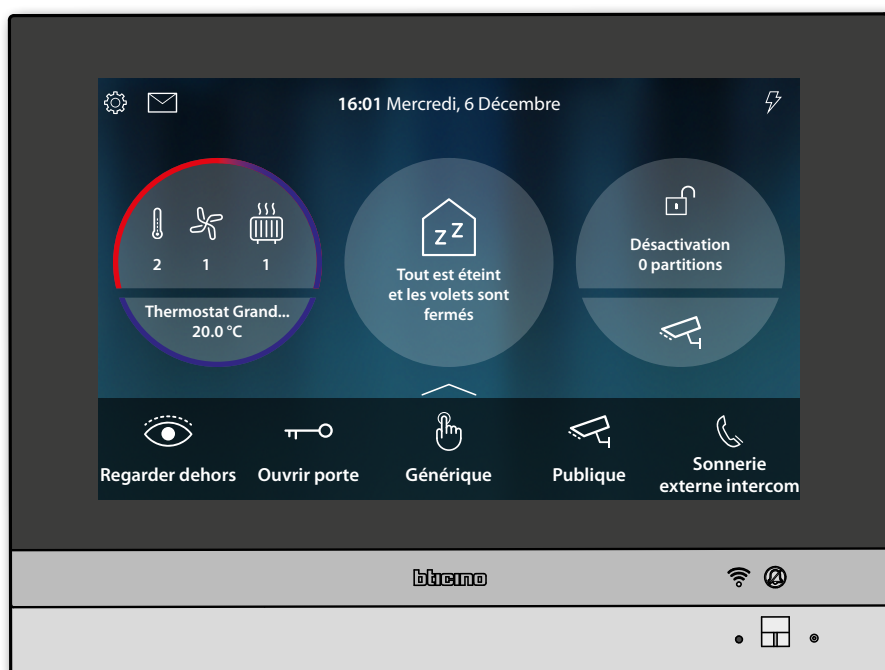 16:01 Mercredi, 6 Décembre
2 1 1
Thermostat Grand...
20.0 °C
z Z
Tout est éteint
et les volets sont
fermés
Désactivation
0 partitions
Regarder dehors
Ouvrir porte
Générique
Publique
Sonnerie
externe intercom
bticino